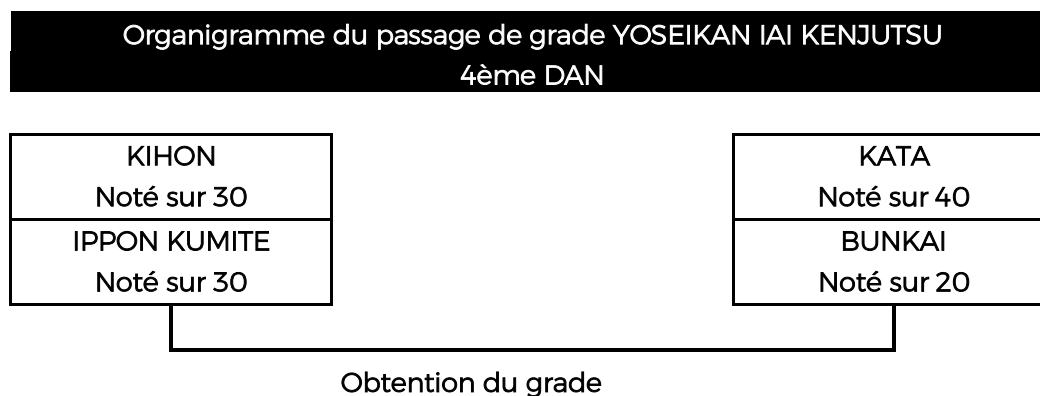 Organigramme du passage de grade YOSEIKAN IAI KENJUTSU
4ème DAN
KIHON
Noté sur 30
IPPON KUMITE
Noté sur 30
KATA
Noté sur 40
BUNKAI
Noté sur 20
Obtention du grade